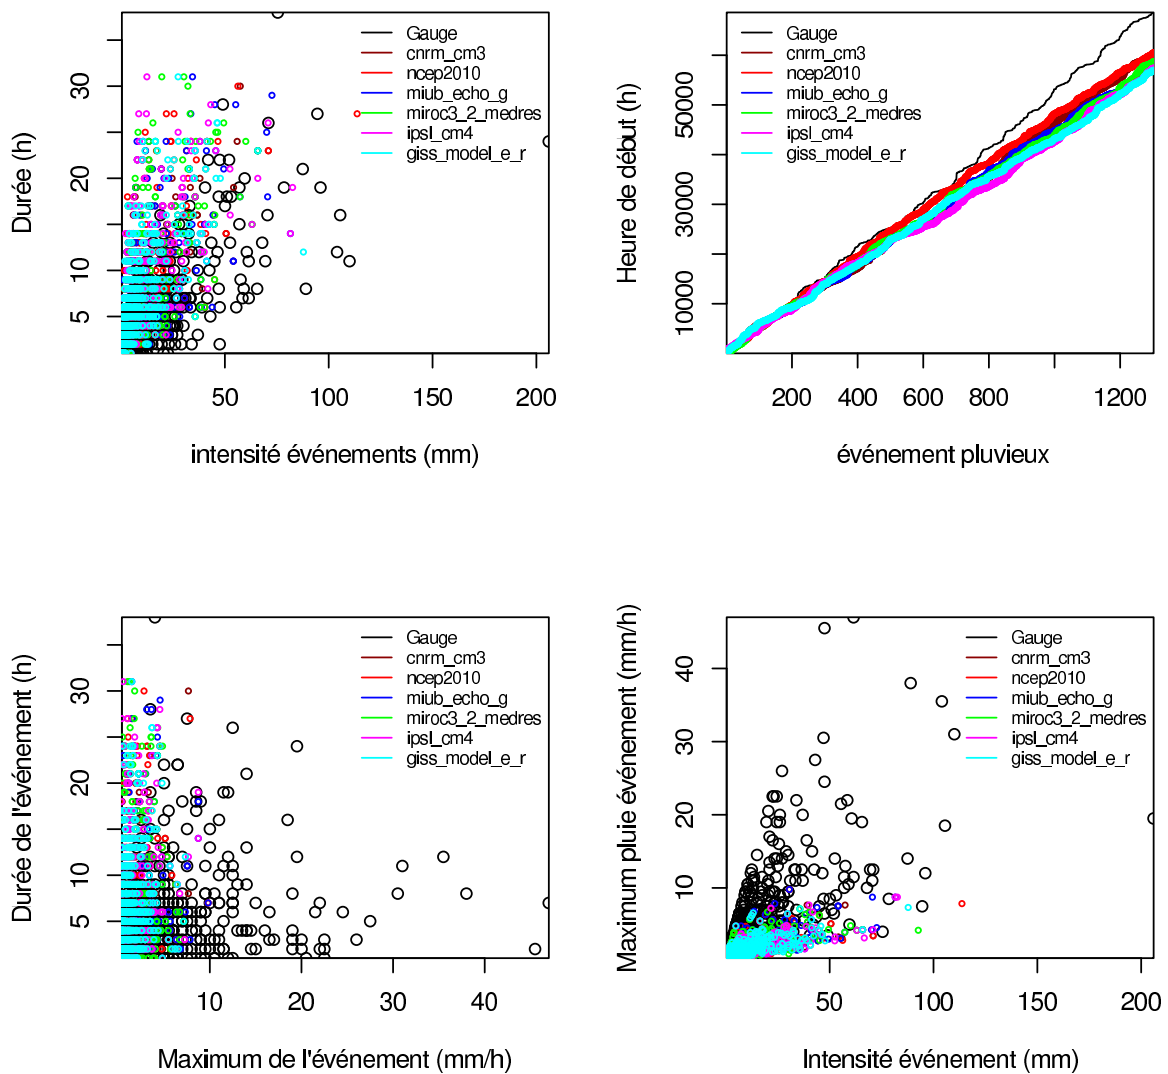 Durée (h)
5
10
20
30
Gauge
cnrm_cm3
ncep2010
miub_echo_g
miroc3_2_medres
ipsl_cm4
giss_model_e_r
50
100
150
200
intensité événements (mm)
Heure de début (h)
10000
30000
50000
Gauge
cnrm_cm3
ncep2010
miub_echo_g
miroc3_2_medres
ipsl_cm4
giss_model_e_r
200
400
600
800
1200
événement pluvieux
Durée de l'événement (h)
5
10
20
30
Gauge
cnrm_cm3
ncep2010
miub_echo_g
miroc3_2_medres
ipsl_cm4
giss_model_e_r
10
20
30
40
Maximum de l'événement (mm/h)
Maximum pluie événement (mm/h)
10
20
30
40
Gauge
cnrm_cm3
ncep2010
miub_echo_g
miroc3_2_medres
ipsl_cm4
giss_model_e_r
50
100
150
200
Intensité événement (mm)